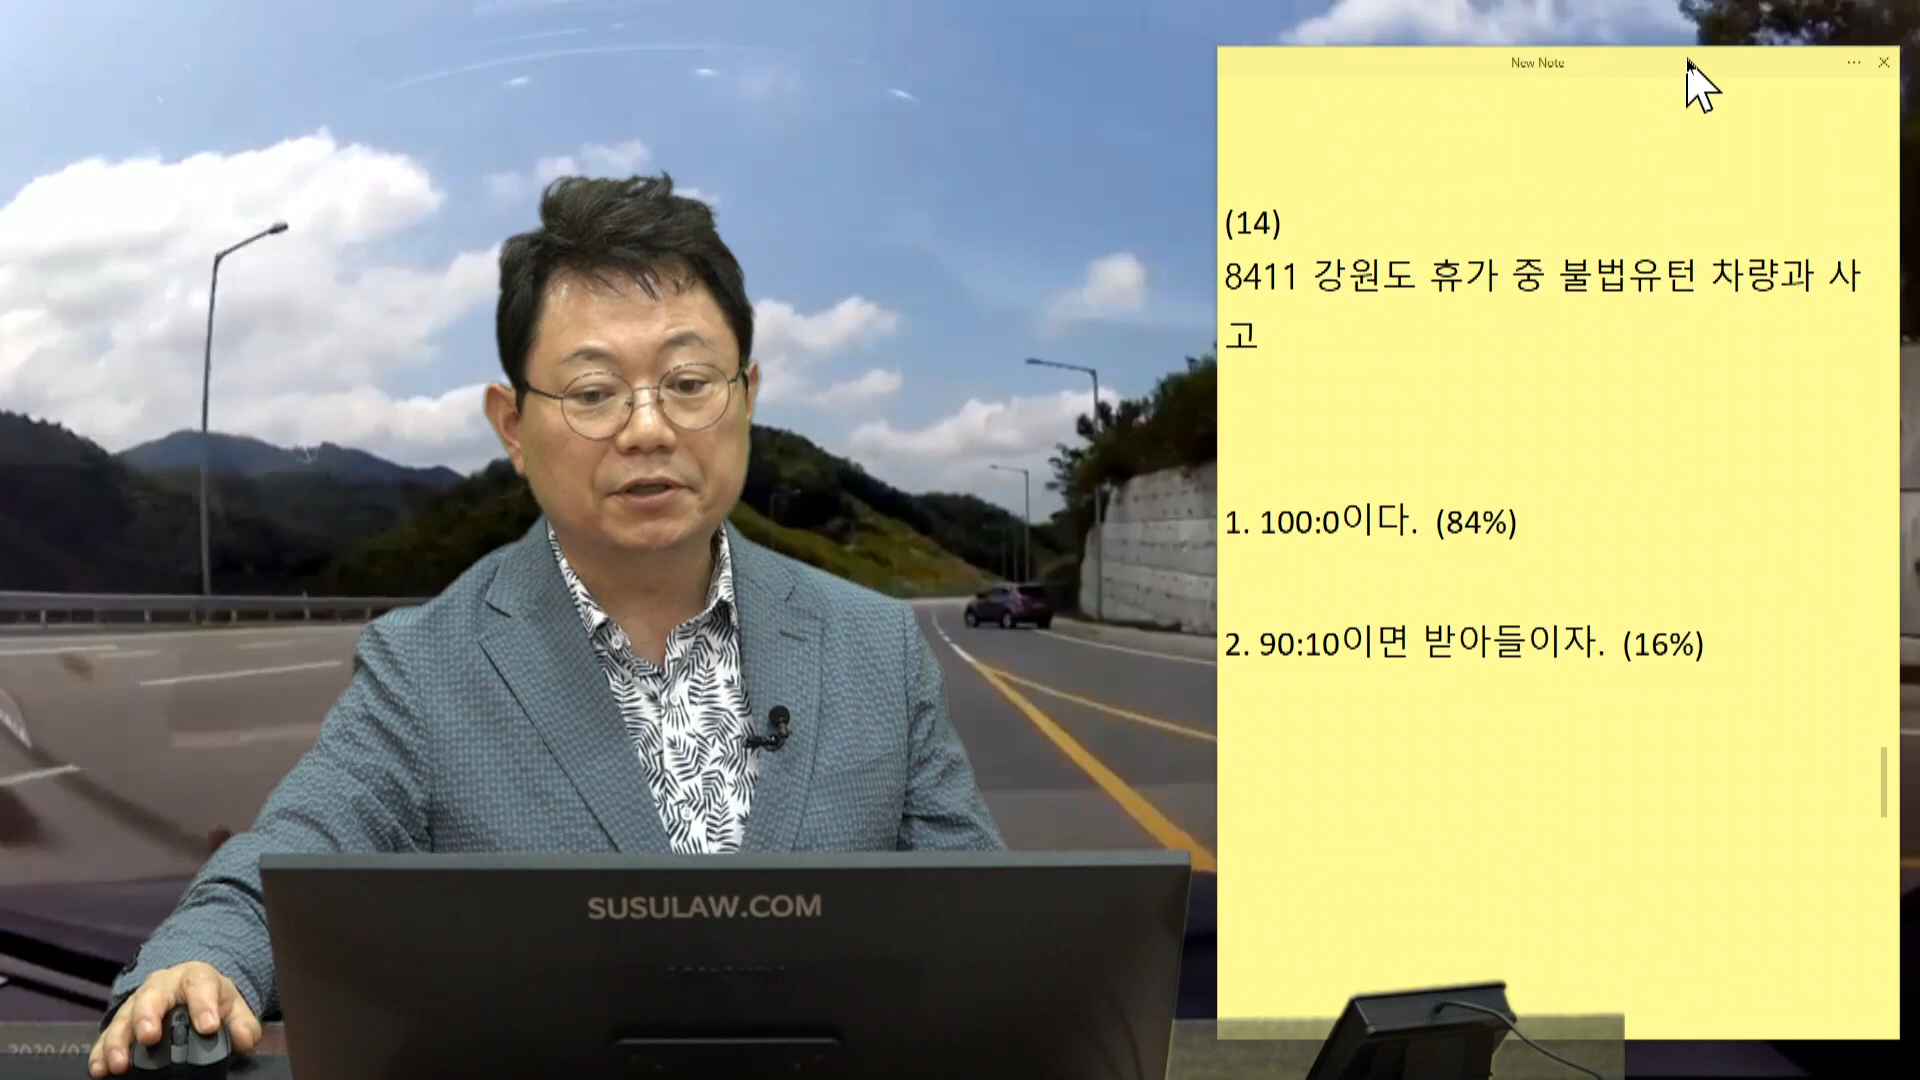 New Note
(14)
8411 강원도 휴가 중 불법유턴 차량과 사
고
1. 100:0이다. (84%)
2. 90:10이면 받아들이자. (16%)
SUSULAW.COM